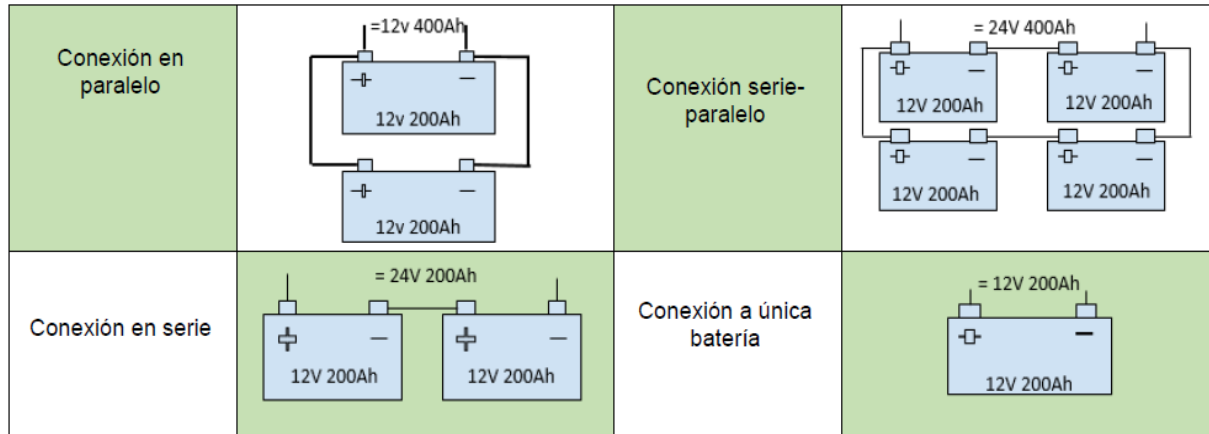 Conexión en
paralelo
=12v 400Ah
12v 200Ah
12v 200Ah
Conexión serie-
paralelo
= 24V 400Ah
12V 200Ah
12V 200Ah
12V 200Ah
12V 200Ah
Conexión en serie
= 24V 200Ah
12V 200Ah
12V 200Ah
Conexión a única
batería
= 12V 200Ah
12V 200Ah